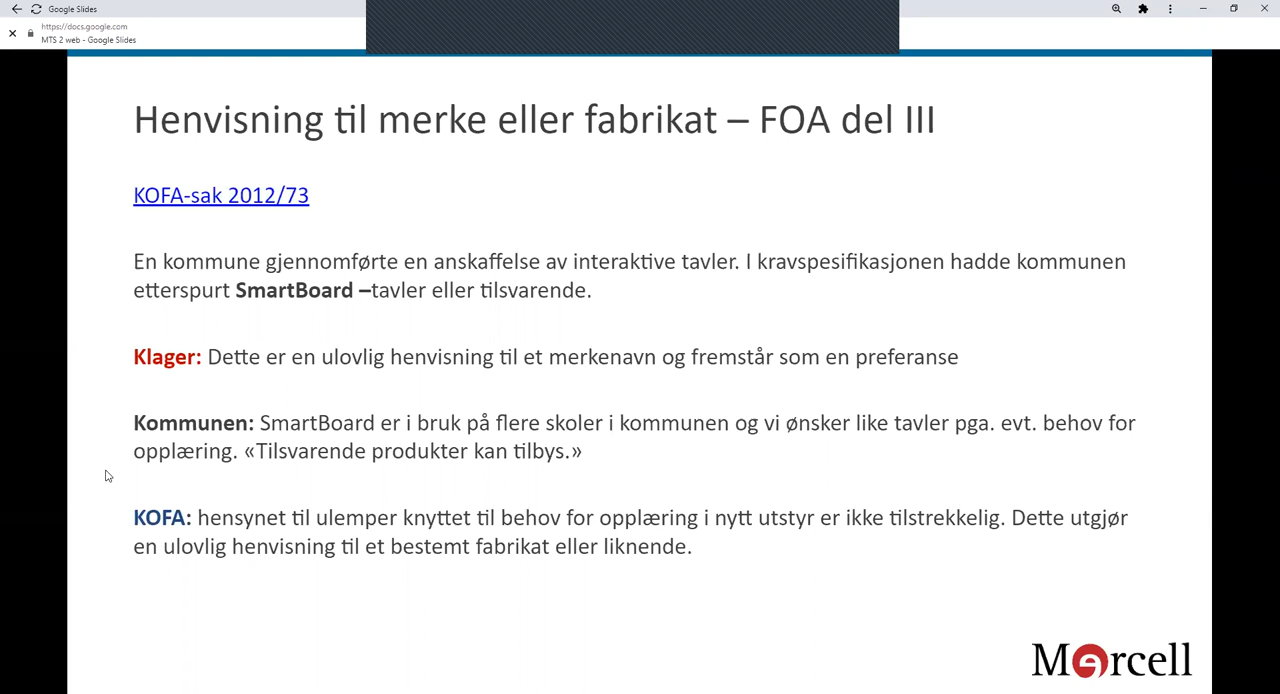 Google Slides
https://docs.google.com
MTS 2 web - Google Slides
Henvisning til merke eller fabrikat – FOA del III
KOFA-sak 2012/73
En kommune gjennomførte en anskaffelse av interaktive tavler. I kravspesifikasjonen hadde kommunen
etterspurt SmartBoard –tavler eller tilsvarende.
Klager: Dette er en ulovlig henvisning til et merkenavn og fremstår som en preferanse
Kommunen: SmartBoard er i bruk på flere skoler i kommunen og vi ønsker like tavler pga. evt. behov for
opplæring. «Tilsvarende produkter kan tilbys.»
KOFA: hensynet til ulemper knyttet til behov for opplæring i nytt utstyr er ikke tilstrekkelig. Dette utgjør
en ulovlig henvisning til et bestemt fabrikat eller liknende.
Mercell